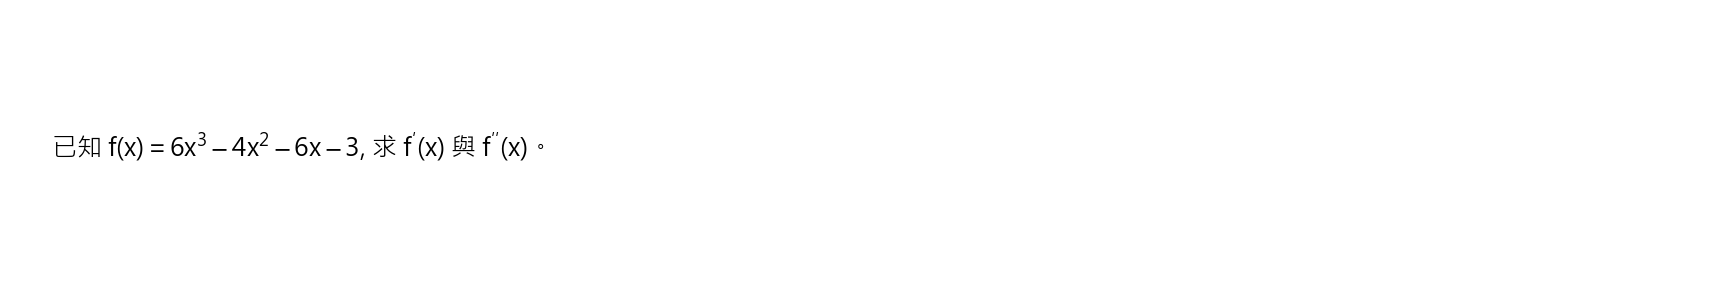 已知 f(x) = 6x³ – 4x² – 6x – 3, 求 f′(x) 與 f′′(x)。